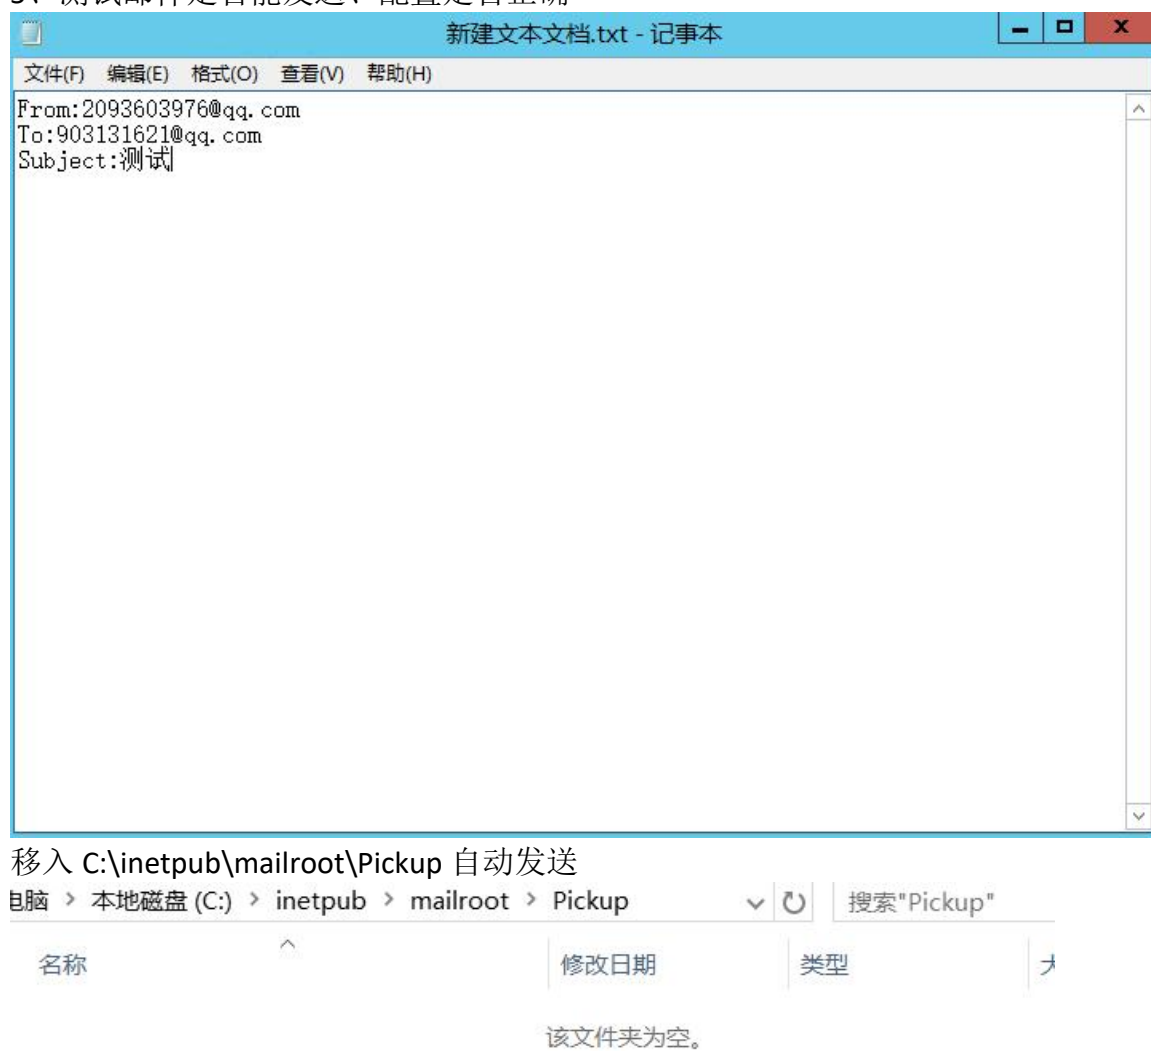 新建文本文档.txt - 记事本
文件(F) 编辑(E) 格式(O) 查看(V) 帮助(H)
From:2093603976@qq.com
To:903131621@qq.com
Subject:测试
移入 C:\inetpub\mailroot\Pickup 自动发送
电脑 > 本地磁盘 (C:) > inetpub > mailroot > Pickup 搜索"Pickup"
名称 修改日期 类型
该文件夹为空。